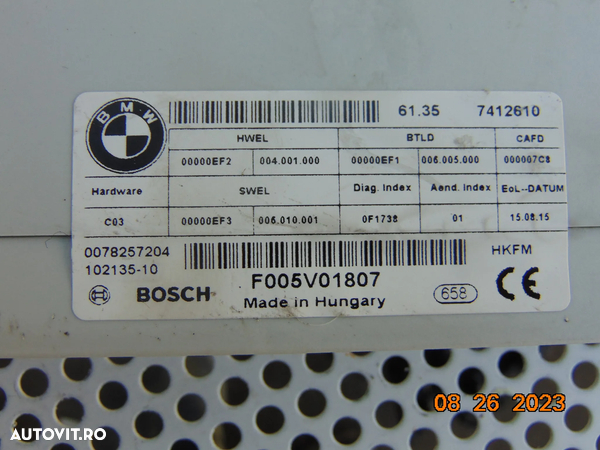 BMW
61.35 7412610
HWEL BTLD CAFD
00000EF2 004.001.000 00000EF1 006.005.000 000007C8
Hardware SWEL Diag. Index Aend. Index EoL--DATUM
C03 00000EF3 006.010.001 0F1738 01 15.08.15
0078257204 HKFM
102135-10
BOSCH F005V01807 658 CE
Made in Hungary
08 26 2023
AUTOVIT.RO